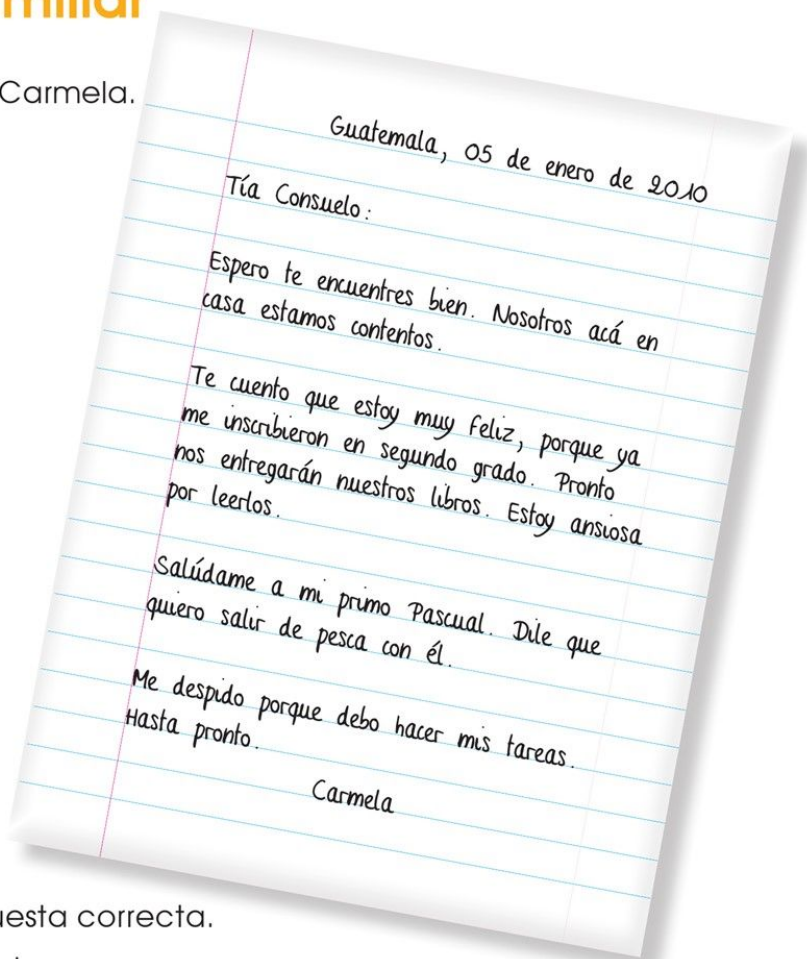 Carmela.
Guatemala, 05 de enero de 2010
Tía Consuelo:
Espero te encuentres bien. Nosotros acá en
casa estamos contentos.
Te cuento que estoy muy feliz, porque ya
me inscribieron en segundo grado. Pronto
nos entregarán nuestros libros. Estoy ansiosa
por leerlos.
Salúdame a mi primo Pascual. Dile que
quiero salir de pesca con él.
Me despido porque debo hacer mis tareas.
Hasta pronto.
Carmela
correcta.